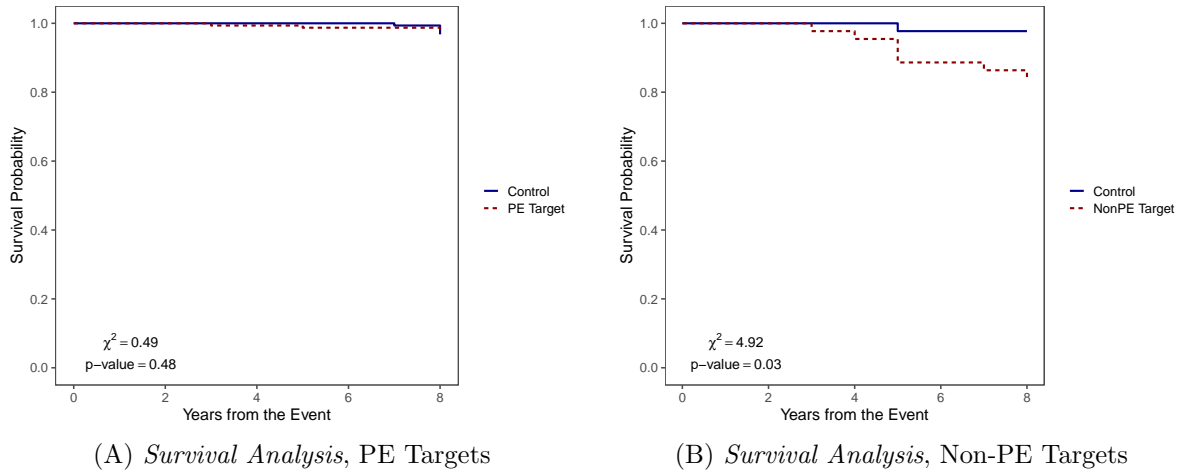 1.0
0.8
0.6
0.4
0.2
0.0
Survival Probability
χ² = 0.49
p−value = 0.48
0 2 4 6 8
Years from the Event
Control
PE Target
(A) Survival Analysis, PE Targets
1.0
0.8
0.6
0.4
0.2
0.0
Survival Probability
χ² = 4.92
p−value = 0.03
0 2 4 6 8
Years from the Event
Control
NonPE Target
(B) Survival Analysis, Non-PE Targets